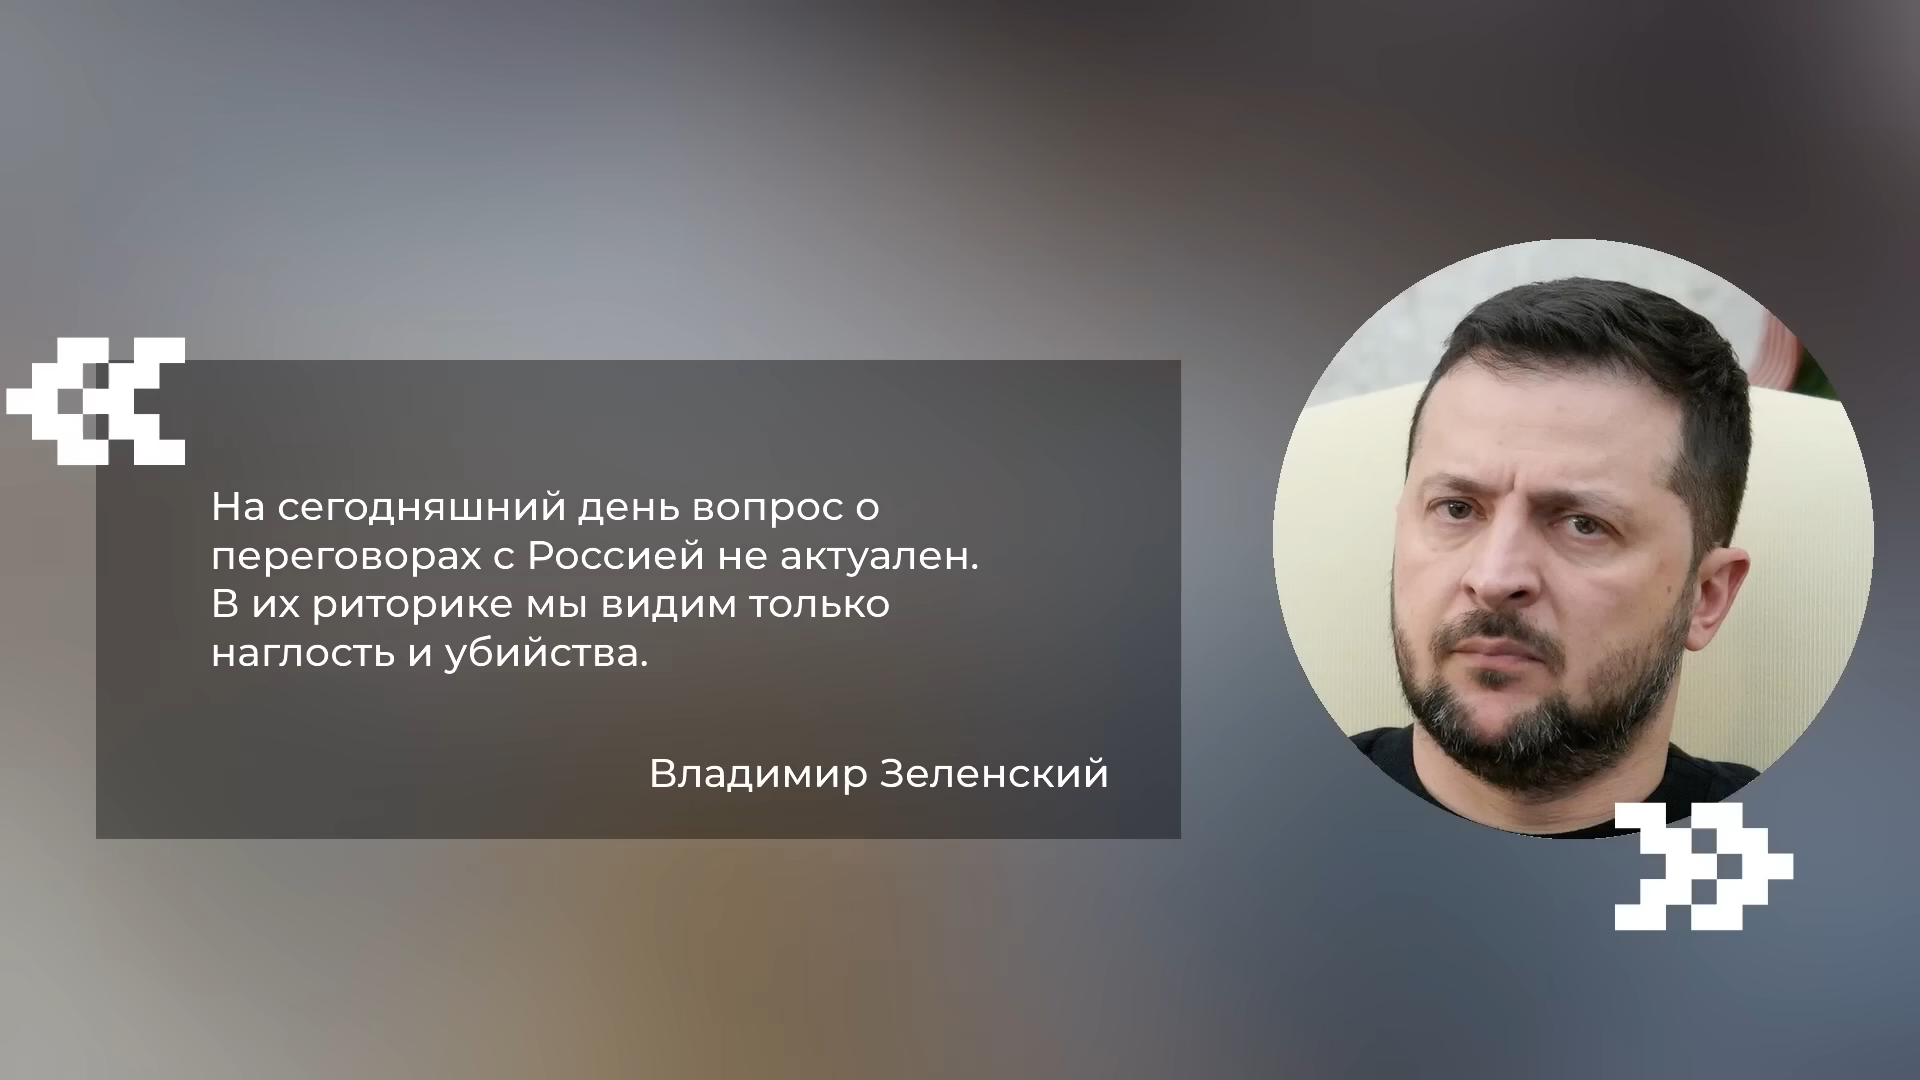 На сегодняшний день вопрос о
переговорах с Россией не актуален.
В их риторике мы видим только
наглость и убийства.
Владимир Зеленский